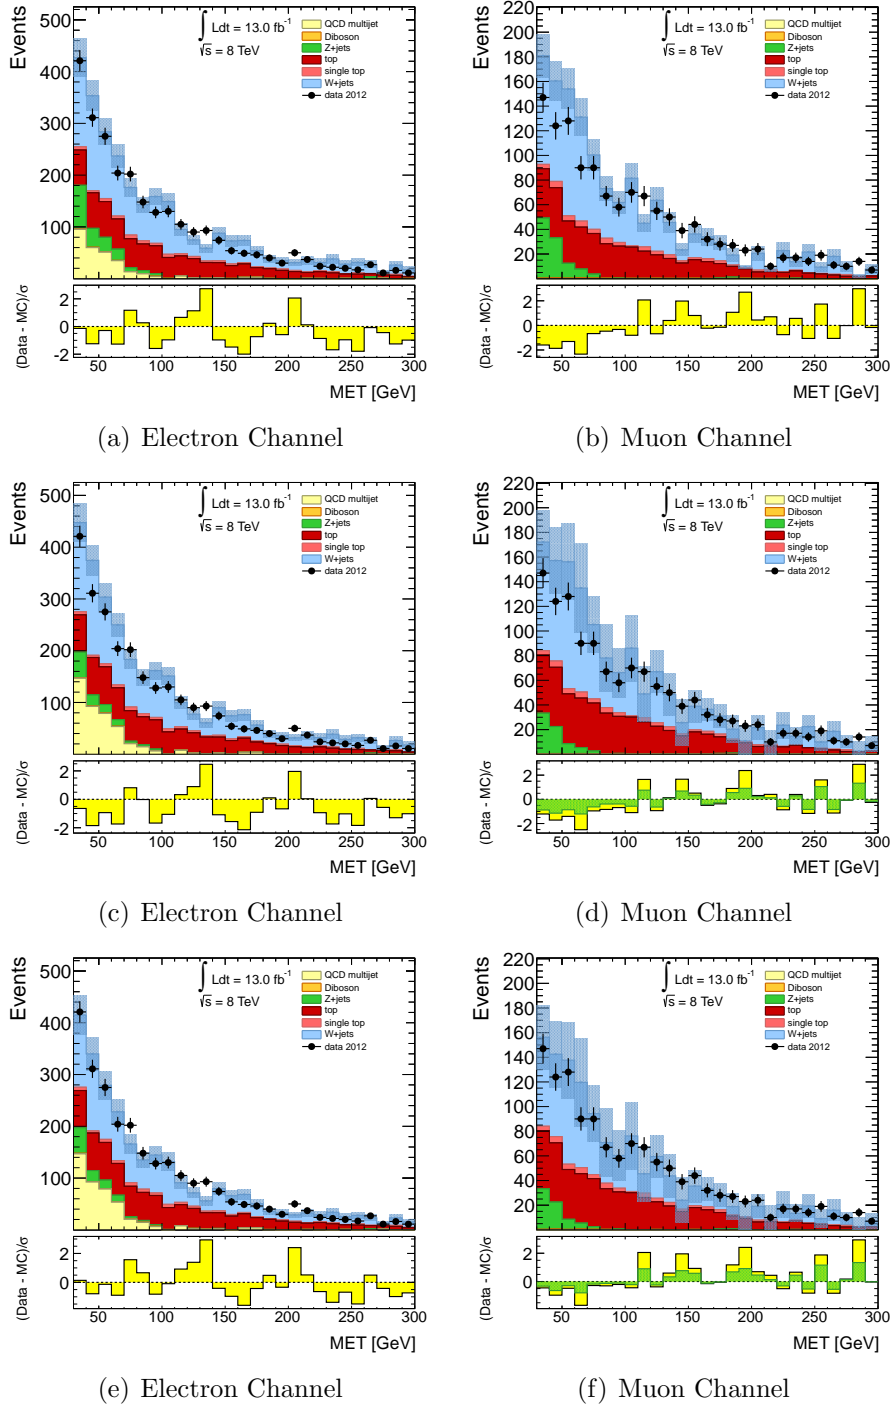 Events
500
400
300
200
100
∫ Ldt = 13.0 fb⁻¹
√s = 8 TeV
QCD multijet
Diboson
Z+jets
top
single top
W+jets
data 2012
(Data - MC)/σ
2
0
-2
50 100 150 200 250 300
MET [GeV]
(a) Electron Channel
Events
220
200
180
160
140
120
100
80
60
40
20
∫ Ldt = 13.0 fb⁻¹
√s = 8 TeV
QCD multijet
Diboson
Z+jets
top
single top
W+jets
data 2012
(Data - MC)/σ
2
0
-2
50 100 150 200 250 300
MET [GeV]
(b) Muon Channel
Events
500
400
300
200
100
∫ Ldt = 13.0 fb⁻¹
√s = 8 TeV
QCD multijet
Diboson
Z+jets
top
single top
W+jets
data 2012
(Data - MC)/σ
2
0
-2
50 100 150 200 250 300
MET [GeV]
(c) Electron Channel
Events
220
200
180
160
140
120
100
80
60
40
20
∫ Ldt = 13.0 fb⁻¹
√s = 8 TeV
QCD multijet
Diboson
Z+jets
top
single top
W+jets
data 2012
(Data - MC)/σ
2
0
-2
50 100 150 200 250 300
MET [GeV]
(d) Muon Channel
Events
500
400
300
200
100
∫ Ldt = 13.0 fb⁻¹
√s = 8 TeV
QCD multijet
Diboson
Z+jets
top
single top
W+jets
data 2012
(Data - MC)/σ
2
0
50 100 150 200 250 300
MET [GeV]
(e) Electron Channel
Events
220
200
180
160
140
120
100
80
60
40
20
∫ Ldt = 13.0 fb⁻¹
√s = 8 TeV
QCD multijet
Diboson
Z+jets
top
single top
W+jets
data 2012
(Data - MC)/σ
2
0
50 100 150 200 250 300
MET [GeV]
(f) Muon Channel